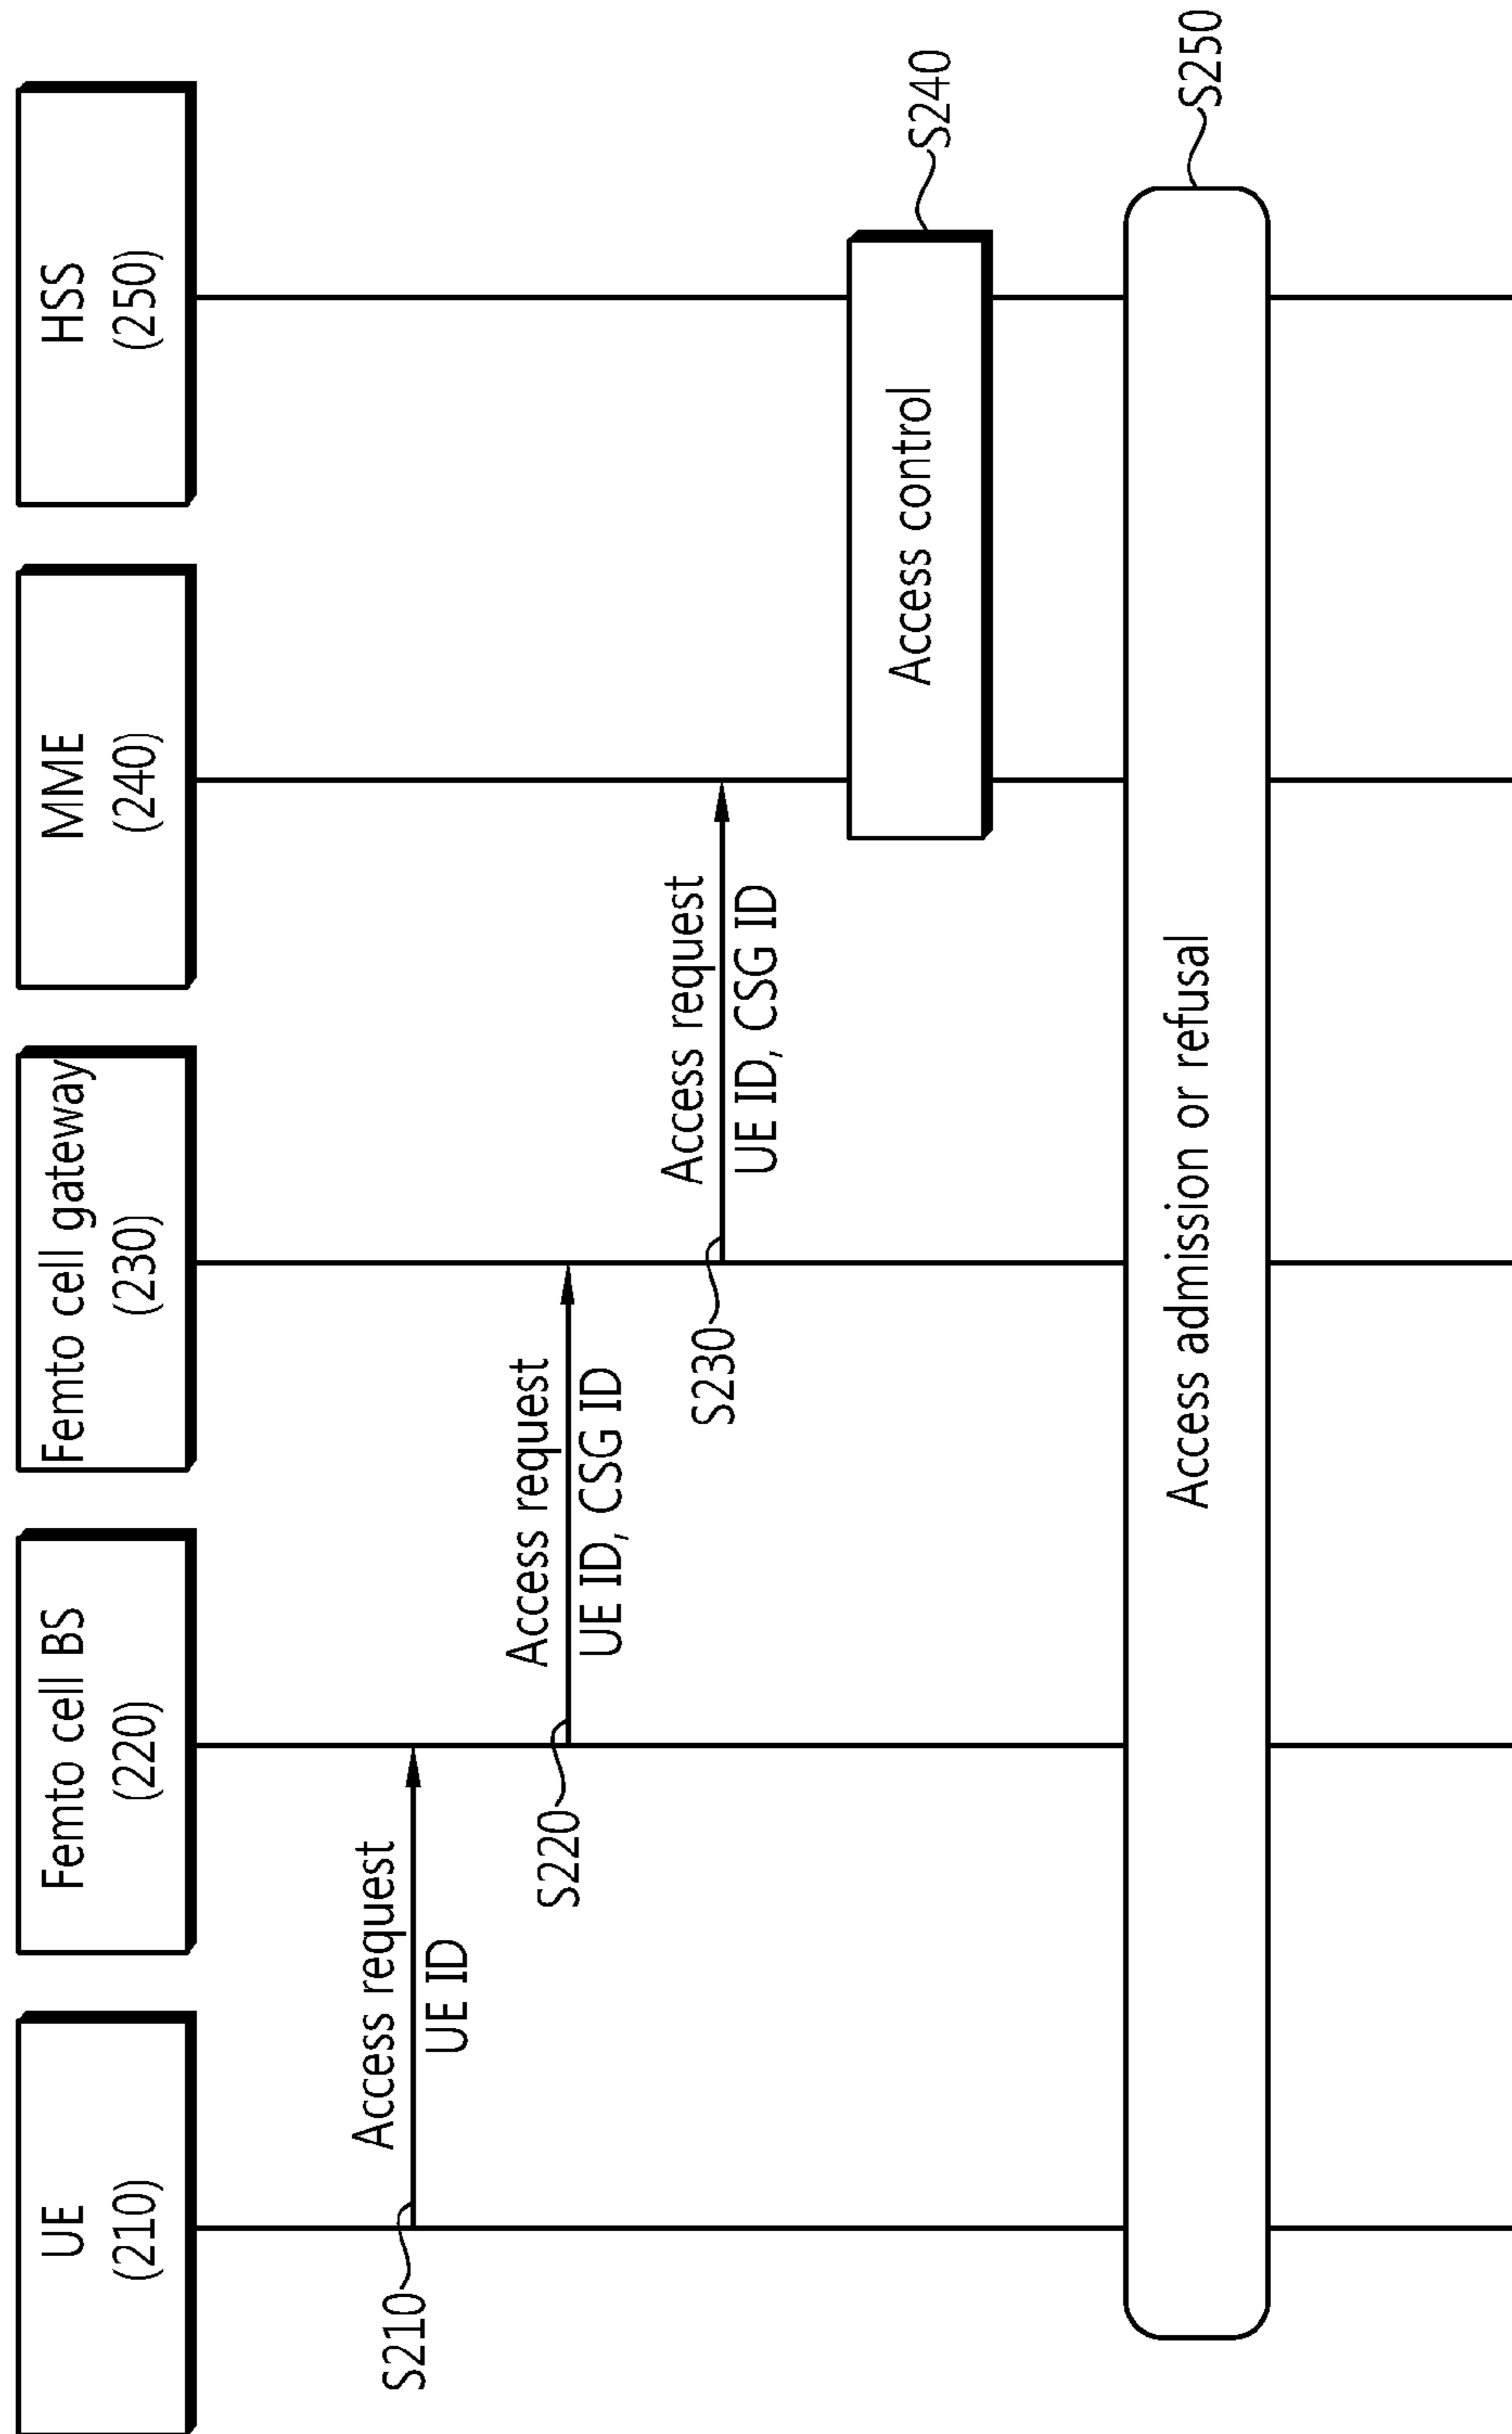 UE
(210)
Femto cell BS
(220)
Femto cell gateway
(230)
MME
(240)
HSS
(250)
S210
Access request
UE ID
S220
Access request
UE ID, CSG ID
S230
Access request
UE ID, CSG ID
Access control
S240
Access admission or refusal
S250